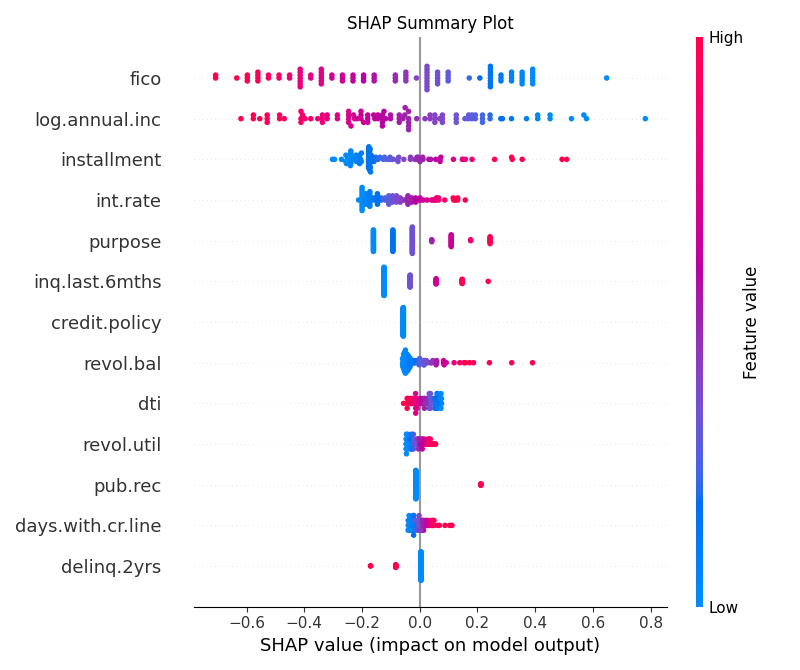 SHAP Summary Plot
High
fico
log.annual.inc
installment
int.rate
purpose
inq.last.6mths
credit.policy
revol.bal
dti
revol.util
pub.rec
days.with.cr.line
delinq.2yrs
Feature value
Low
−0.6 −0.4 −0.2 0.0 0.2 0.4 0.6 0.8
SHAP value (impact on model output)